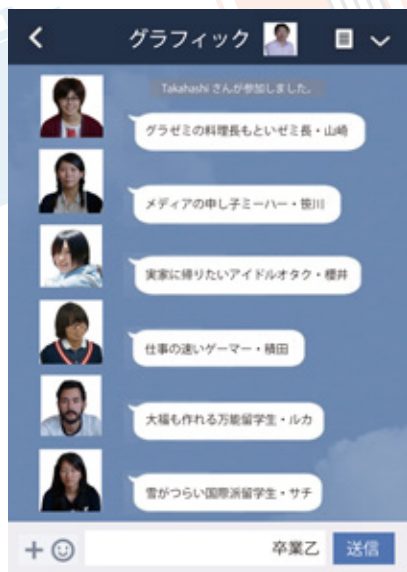 グラフィック
Takahashi さんが参加しました。
グラゼミの料理長もといゼミ長・山崎
メディアの申し子ミーハー・笹川
実家に帰りたいアイドルオタク・櫻井
仕事の速いゲーマー・積田
大福も作れる万能留学生・ルカ
雪がつらい国際派留学生・サチ
卒業乙
送信